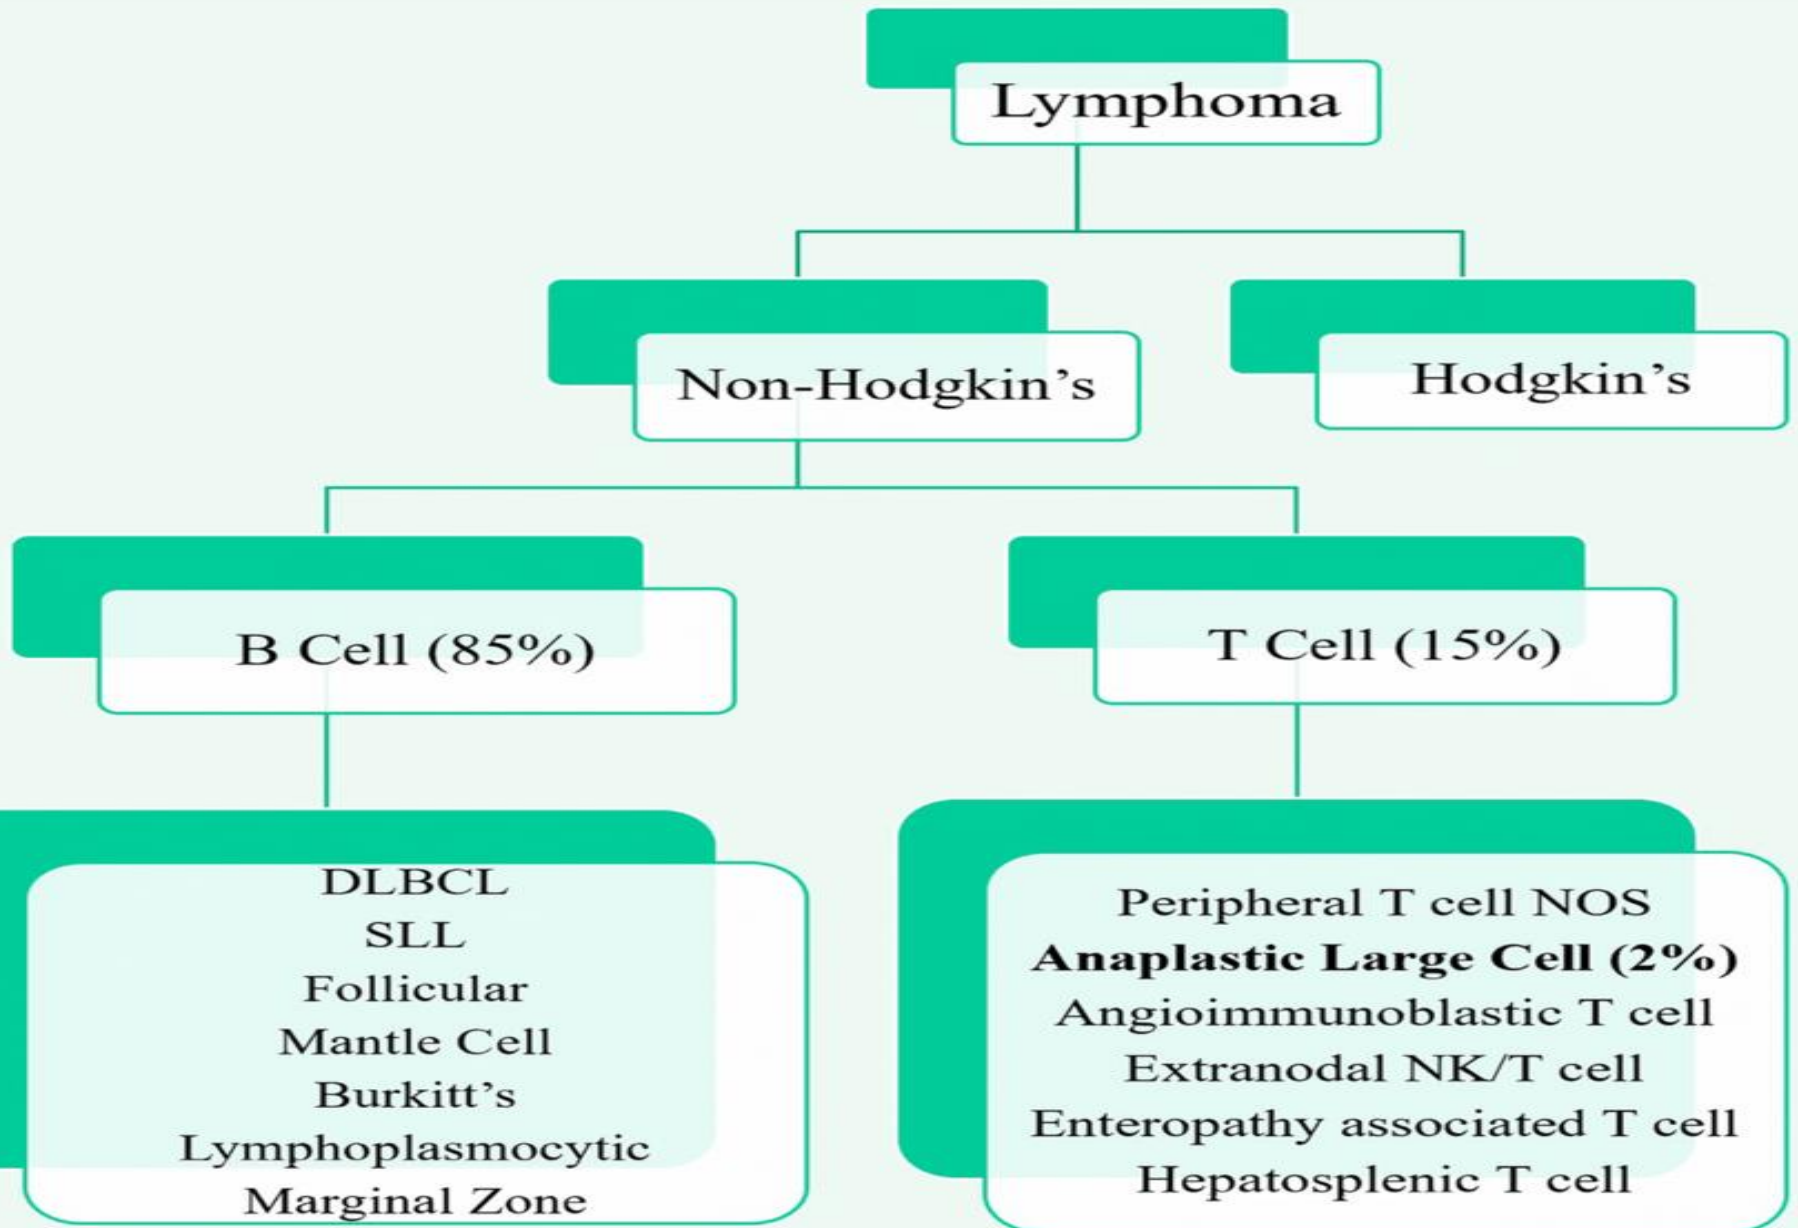 Lymphoma
Non-Hodgkin’s
Hodgkin’s
B Cell (85%)
T Cell (15%)
DLBCL
SLL
Follicular
Mantle Cell
Burkitt’s
Lymphoplasmocytic
Marginal Zone
Peripheral T cell NOS
Anaplastic Large Cell (2%)
Angioimmunoblastic T cell
Extranodal NK/T cell
Enteropathy associated T cell
Hepatosplenic T cell